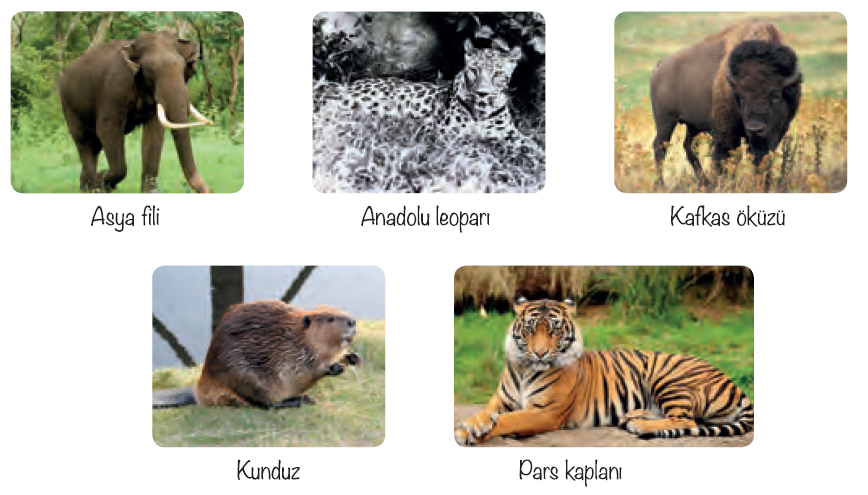 Asya fili
Anadolu leoparı
Kafkas öküzü
Kunduz
Pars kaplanı